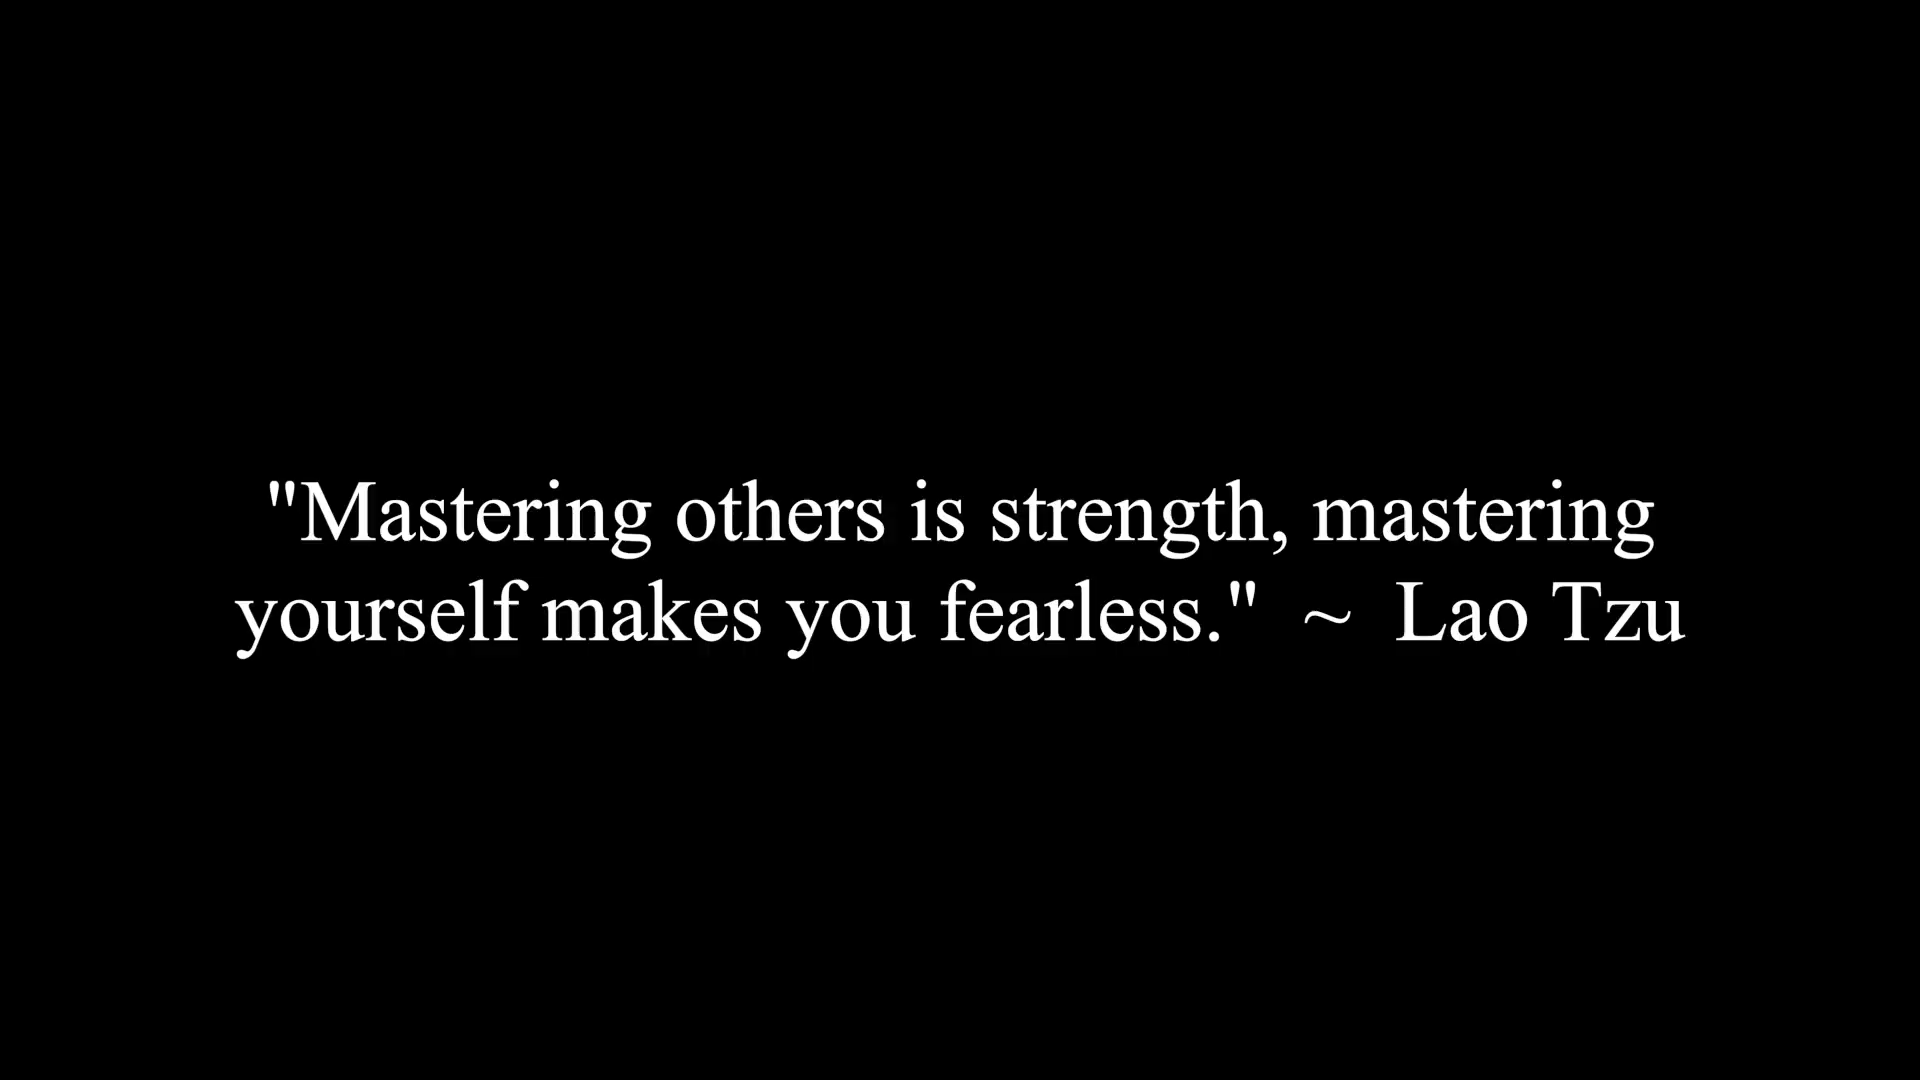 "Mastering others is strength, mastering
yourself makes you fearless."  ~  Lao Tzu